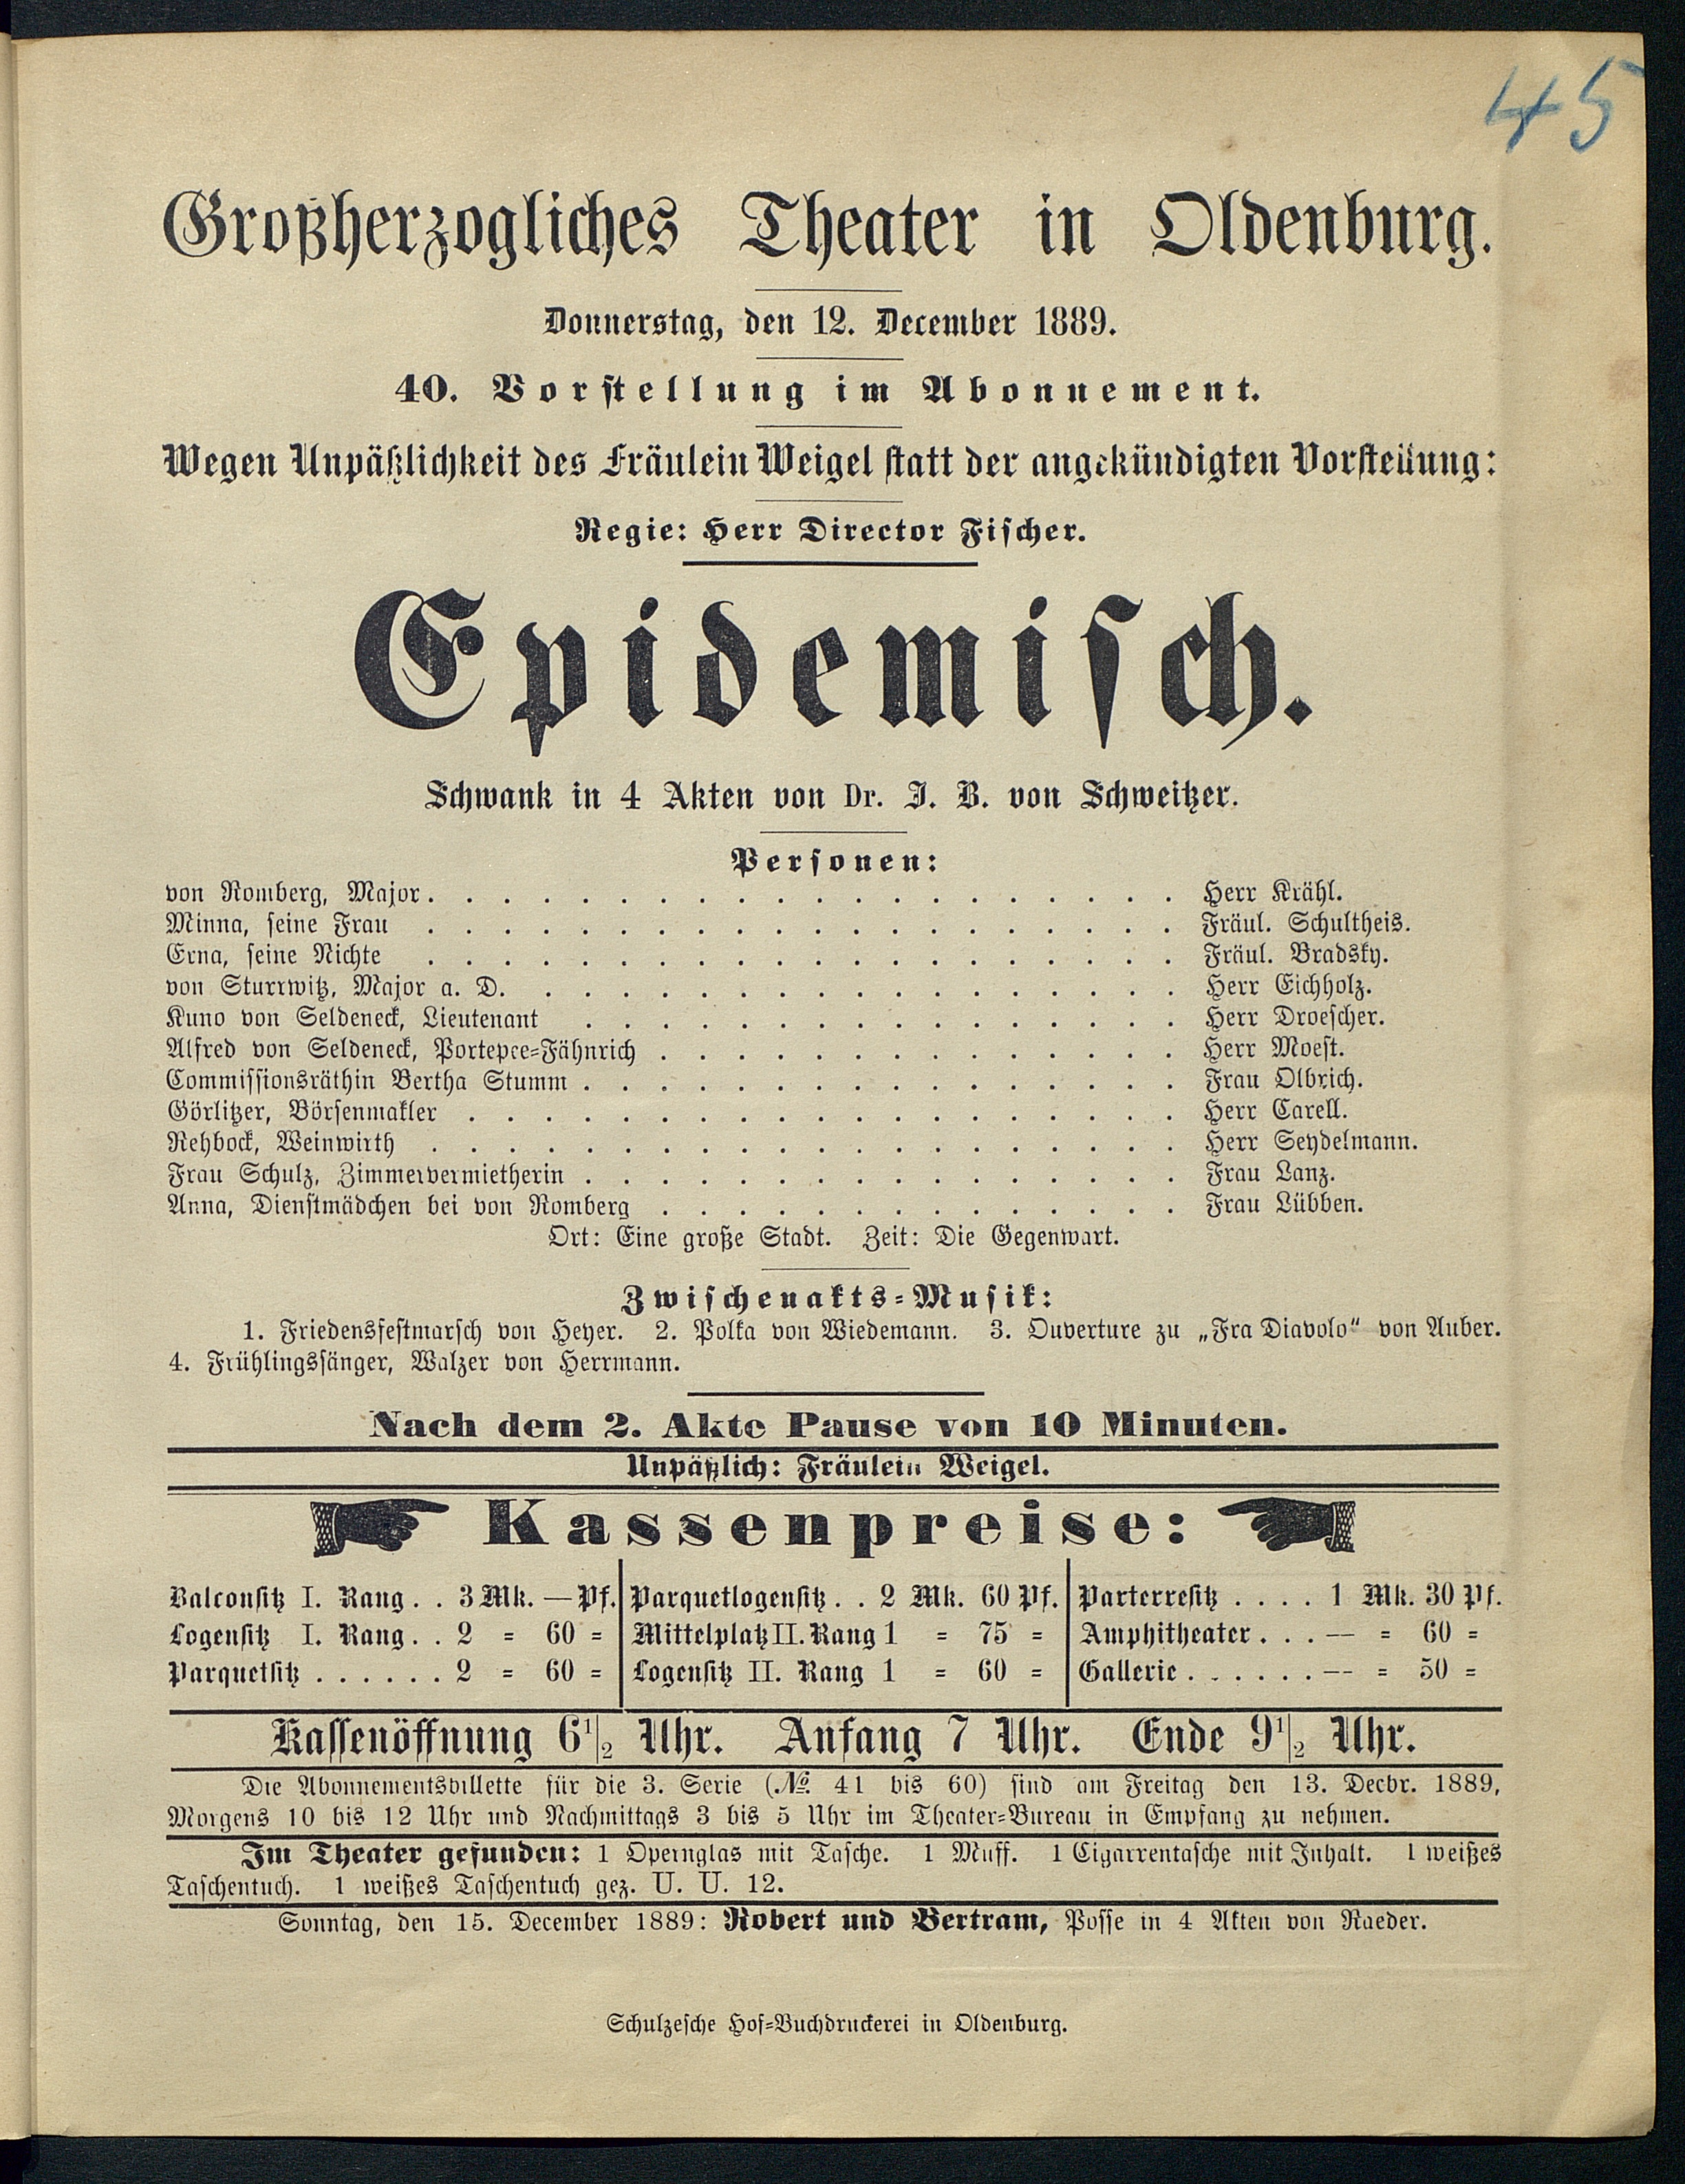 45
Großherzogliches Theater in Oldenburg.
Donnerstag, den 12. December 1889.
40. Vorstellung im Abonnement.
Wegen Unpäßlichkeit des Fräulein Weigel statt der angekündigten Vorstellung:
Regie: Herr Director Fischer.
Epidemisch.
Schwank in 4 Akten von Dr. J. B. von Schweitzer.
Personen:
von Romberg, Major . . . . . . . . . . . . . . . . . . . . Herr Krähl.
Minna, seine Frau . . . . . . . . . . . . . . . . . . . . Fräul. Schultheis.
Erna, seine Nichte . . . . . . . . . . . . . . . . . . . . Fräul. Bradsky.
von Sturrwitz, Major a. D. . . . . . . . . . . . . . . . . . Herr Eichholz.
Kuno von Seldeneck, Lieutenant . . . . . . . . . . . . . . . . Herr Droescher.
Alfred von Seldeneck, Portepee=Fähnrich . . . . . . . . . . . . . . Herr Moest.
Commissionsräthin Bertha Stumm . . . . . . . . . . . . . . . . Frau Olbrich.
Görlitzer, Börsenmakler . . . . . . . . . . . . . . . . . . . Herr Carell.
Rehbock, Weinwirth . . . . . . . . . . . . . . . . . . . . Herr Seydelmann.
Frau Schulz, Zimmervermietherin . . . . . . . . . . . . . . . . Frau Lanz.
Anna, Dienstmädchen bei von Romberg . . . . . . . . . . . . . . Frau Lübben.
Ort: Eine große Stadt. Zeit: Die Gegenwart.
Zwischenakts=Musik:
1. Friedensfestmarsch von Heyer. 2. Polka von Wiedemann. 3. Ouverture zu „Fra Diavolo“ von Auber.
4. Frühlingssänger, Walzer von Herrmann.
Nach dem 2. Akte Pause von 10 Minuten.
Unpäßlich: Fräulein Weigel.
Kassenpreise:
Balconsitz I. Rang . . 3 Mk. — Pf. Parquetlogensitz . . 2 Mk. 60 Pf. Parterresitz . . . . 1 Mk. 30 Pf.
Logensitz I. Rang . . 2 = 60 = Mittelplatz II. Rang 1 = 75 = Amphitheater . . . — = 60 =
Parquetsitz . . . . . . 2 = 60 = Logensitz II. Rang 1 = 60 = Gallerie . . . . . . — = 50 =
Kassenöffnung 6 1/2 Uhr. Anfang 7 Uhr. Ende 9 1/2 Uhr.
Die Abonnementsbillette für die 3. Serie (№ 41 bis 60) sind am Freitag den 13. Decbr. 1889,
Morgens 10 bis 12 Uhr und Nachmittags 3 bis 5 Uhr im Theater=Bureau in Empfang zu nehmen.
Im Theater gefunden: 1 Opernglas mit Tasche. 1 Muff. 1 Cigarrentasche mit Inhalt. 1 weißes
Taschentuch. 1 weißes Taschentuch gez. U. U. 12.
Sonntag, den 15. December 1889: Robert und Bertram, Posse in 4 Akten von Raeder.
Schulzesche Hof=Buchdruckerei in Oldenburg.